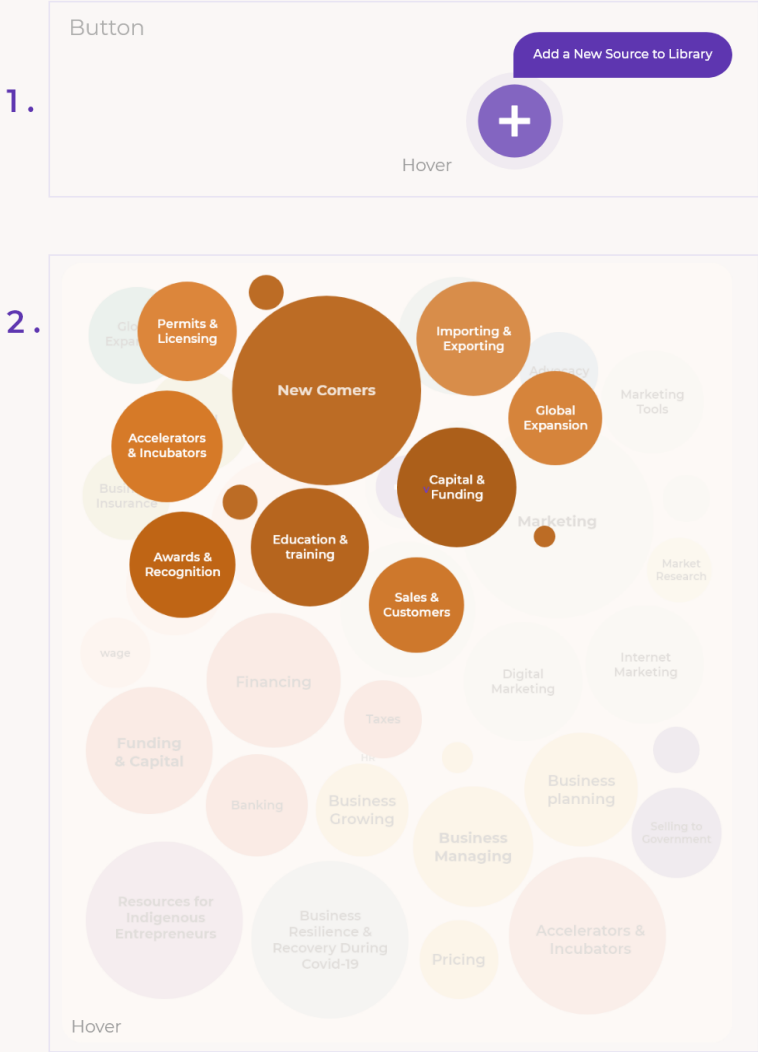 Button
Add a New Source to Library
1.
Hover
2.
Permits &
Licensing
New Comers
Importing &
Exporting
Advocacy
Marketing
Tools
Global
Expansion
Accelerators
& Incubators
Capital &
Funding
Insurance
Marketing
Awards &
Recognition
Education &
training
Market
Research
Sales &
Customers
wage
Financing
Digital
Marketing
Internet
Marketing
Taxes
Funding
& Capital
Banking
Business
Growing
Business
planning
Business
Managing
Selling to
Government
Resources for
Indigenous
Entrepreneurs
Business
Resilience &
Recovery During
Covid-19
Pricing
Accelerators &
Incubators
Hover